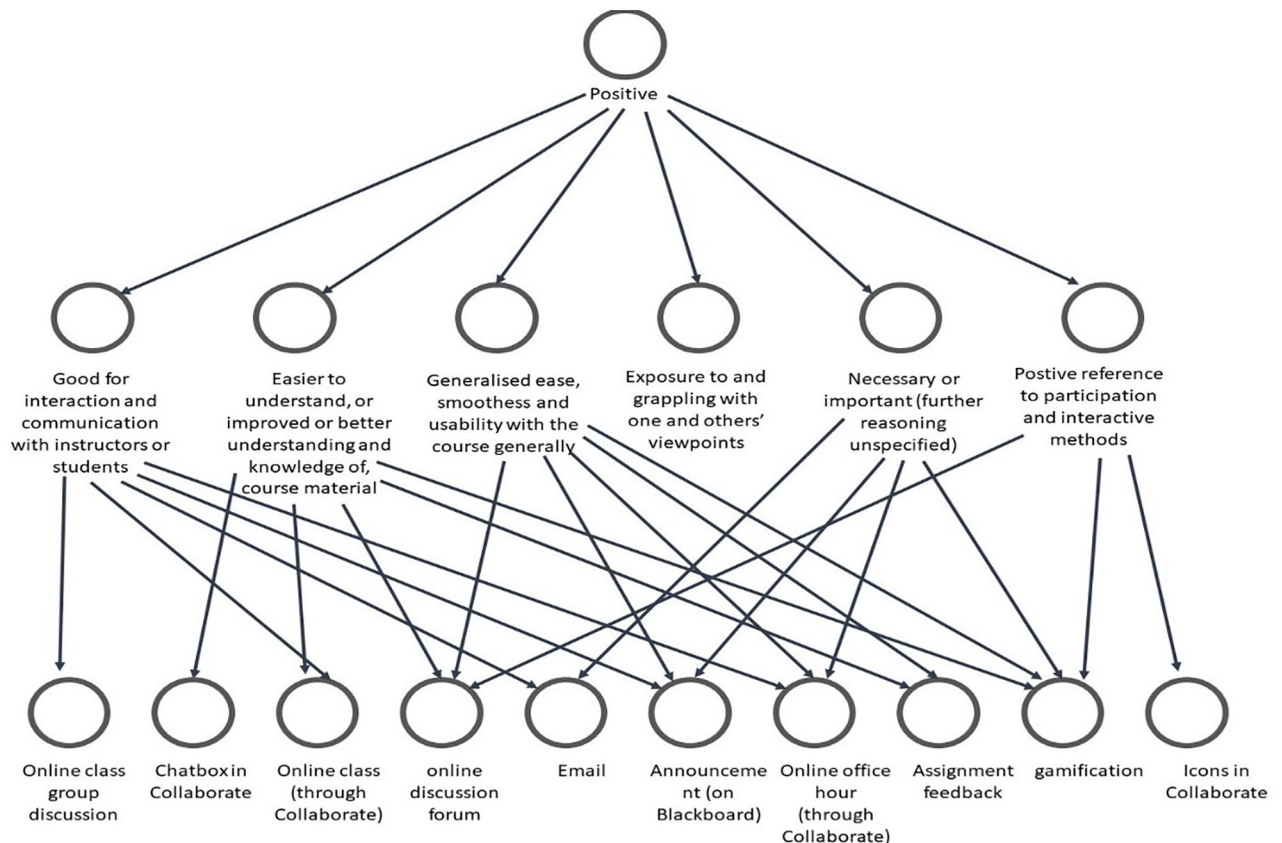 Positive
Good for
interaction and
communication
with instructors or
students
Easier to
understand, or
improved or better
understanding and
knowledge of,
course material
Generalised ease,
smootness and
usability with the
course generally
Exposure to and
grappling with
one and others’
viewpoints
Necessary or
important (further
reasoning
unspecified)
Postive reference
to participation
and interactive
methods
Online class
group
discussion
Chatbox in
Collaborate
Online class
(through
Collaborate)
online
discussion
forum
Email
Announceme
nt (on
Blackboard)
Online office
hour
(through
Collaborate)
Assignment
feedback
gamification
Icons in
Collaborate